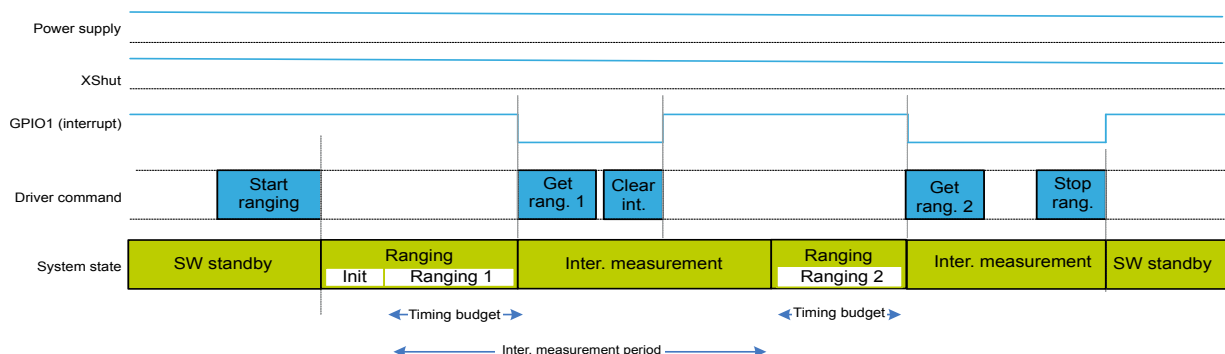 Power supply
XShut
GPIO1 (interrupt)
Driver command
Start
ranging
Get
rang. 1
Clear
int.
Get
rang. 2
Stop
rang.
System state
SW standby
Ranging
Init
Ranging 1
Inter. measurement
Ranging
Ranging 2
Inter. measurement
SW standby
Timing budget
Timing budget
Inter. measurement period